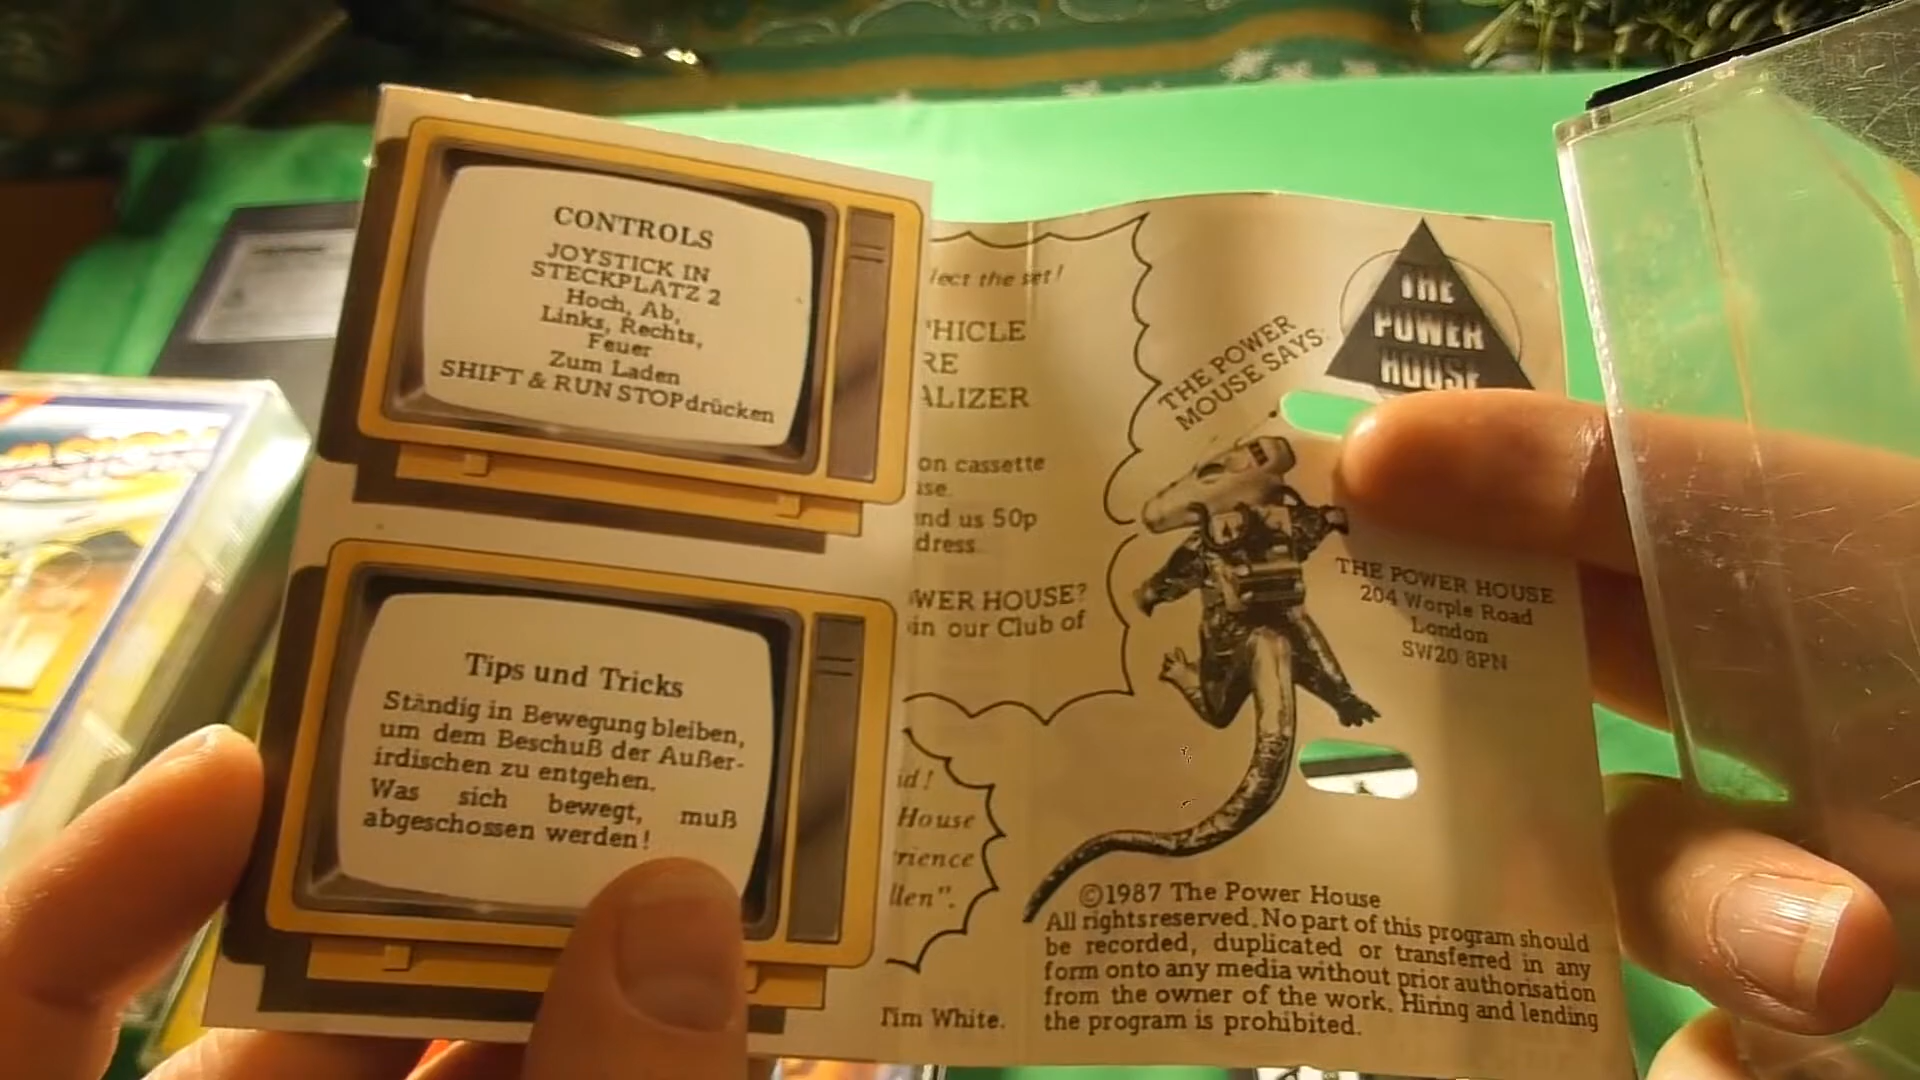 CONTROLS
JOYSTICK IN
STECKPLATZ 2
Hoch, Ab,
Links, Rechts,
Feuer
Zum Laden
SHIFT & RUN STOP drücken
Tips und Tricks
Ständig in Bewegung bleiben,
um dem Beschuß der Außer-
irdischen zu entgehen.
Was sich bewegt, muß
abgeschossen werden!
lect the set!
HICLE
RE
ALIZER
on cassette
se.
nd us 50p
dress
WER HOUSE?
in our Club of
id!
House
rience
llen".
Tim White.
THE POWER
MOUSE SAYS:
THE
POWER
HOUSE
THE POWER HOUSE
204 Worple Road
London
SW20 8PN
©1987 The Power House
All rights reserved. No part of this program should
be recorded, duplicated or transferred in any
form onto any media without prior authorisation
from the owner of the work. Hiring and lending
the program is prohibited.